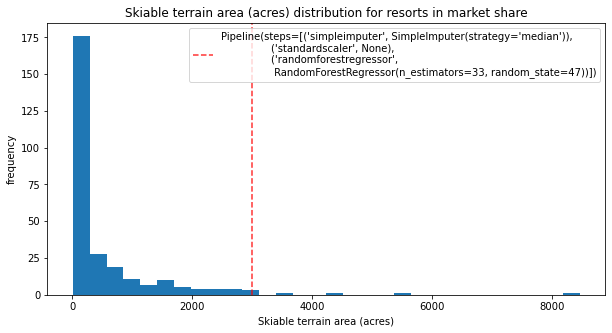 Skiable terrain area (acres) distribution for resorts in market share
Pipeline(steps=[('simpleimputer', SimpleImputer(strategy='median')),
('standardscaler', None),
('randomforestregressor',
RandomForestRegressor(n_estimators=33, random_state=47))])
175
150
125
100
75
50
25
0
frequency
0 2000 4000 6000 8000
Skiable terrain area (acres)